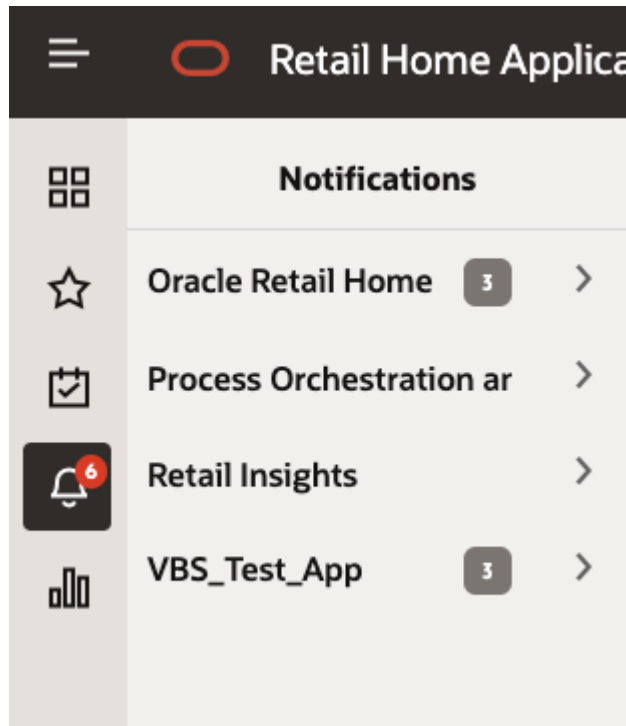 Retail Home Applica
Notifications
Oracle Retail Home 3
Process Orchestration ar
6
Retail Insights
VBS_Test_App 3